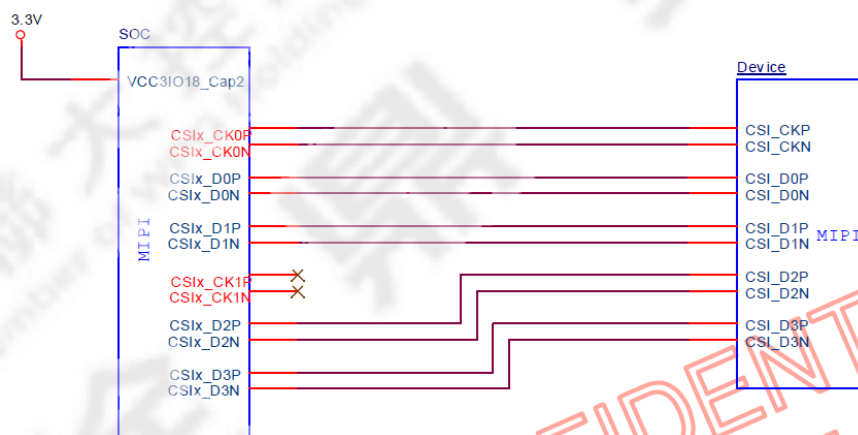 3.3V
SOC
VCC3IO18_Cap2
Device
CSIx_CK0P
CSIx_CK0N
CSI_CKP
CSI_CKN
CSIx_D0P
CSIx_D0N
CSI_D0P
CSI_D0N
CSIx_D1P
CSIx_D1N
CSI_D1P
CSI_D1N
MIPI
MIPI
CSIx_CK1P
CSIx_CK1N
CSI_D2P
CSI_D2N
CSIx_D2P
CSIx_D2N
CSI_D3P
CSI_D3N
CSIx_D3P
CSIx_D3N